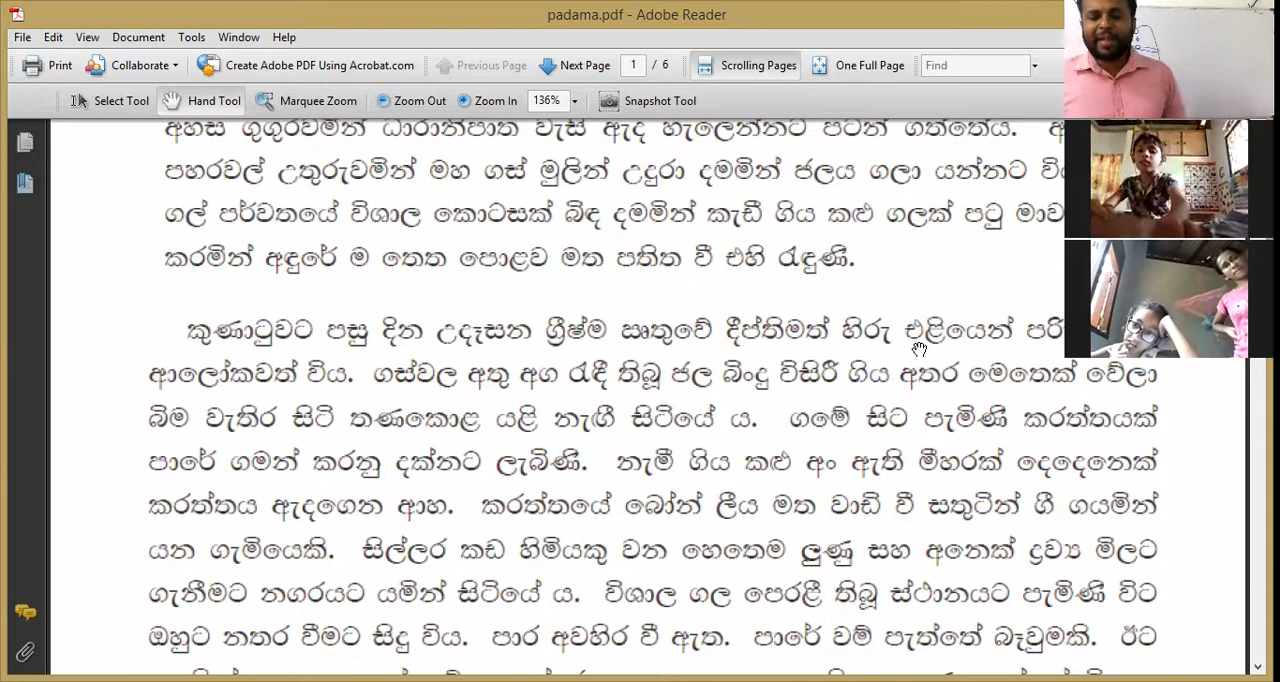 padama.pdf - Adobe Reader
File Edit View Document Tools Window Help
Print Collaborate Create Adobe PDF Using Acrobat.com Previous Page Next Page 1 / 6 Scrolling Pages One Full Page Find
Select Tool Hand Tool Marquee Zoom Zoom Out Zoom In 136% Snapshot Tool
අහස ගුගුරවමින් ධාරානිපාත වැසි ඇද හැලෙන්නට පටන් ගත්තේය.
පහරවල් උතුරුවමින් මහ ගස් මුලින් උදුරා දමමින් ජලය ගලා යන්නට
ගල් පර්වතයේ විශාල කොටසක් බිඳ දමමින් කැඩී ගිය කළු ගලක් පටු
කරමින් අඳුරේ ම තෙත පොළව මත පතිත වී එහි රැඳුණි.
කුණාටුවට පසු දින උදෑසන ග්‍රීෂ්ම ඍතුවේ දීප්තිමත් හිරු එළියෙන්
ආලෝකවත් විය. ගස්වල අතු අග රැඳී තිබූ ජල බිංදු විසිරී ගිය අතර මෙතෙක් වේලා
බිම වැතිර සිටි තණකොළ යළි නැඟී සිටියේ ය. ගමේ සිට පැමිණි කරත්තයක්
පාරේ ගමන් කරනු දක්නට ලැබිණි. නැමී ගිය කළු අං ඇති මීහරක් දෙදෙනෙක්
කරත්තය ඇදගෙන ආහ. කරත්තයේ බෝන් ලීය මත වාඩි වී සතුටින් ගී ගයමින්
යන ගැමියෙකි. සිල්ලර කඩ හිමියකු වන හෙතෙම ලුණු සහ අනෙක් ද්‍රව්‍ය මිලට
ගැනීමට නගරයට යමින් සිටියේ ය. විශාල ගල පෙරළී තිබූ ස්ථානයට පැමිණි විට
ඔහුට නතර වීමට සිදු විය. පාර අවහිර වී ඇත. පාරේ වම් පැත්තේ බෑවුමකි. ඊට